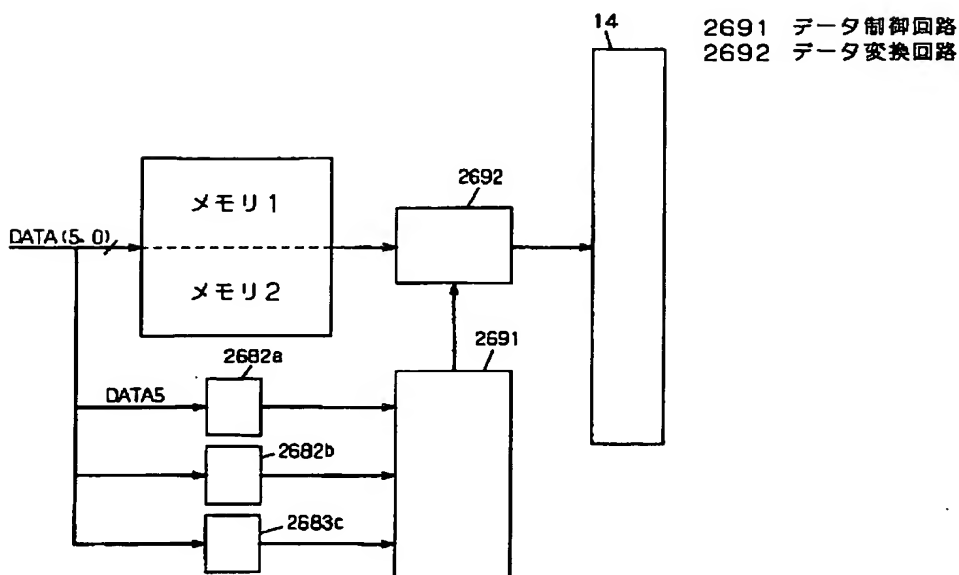 14
2691 データ制御回路
2692 データ変換回路
メモリ1
2692
DATA(5:0)
メモリ2
2691
2682a
DATA5
2682b
2683c